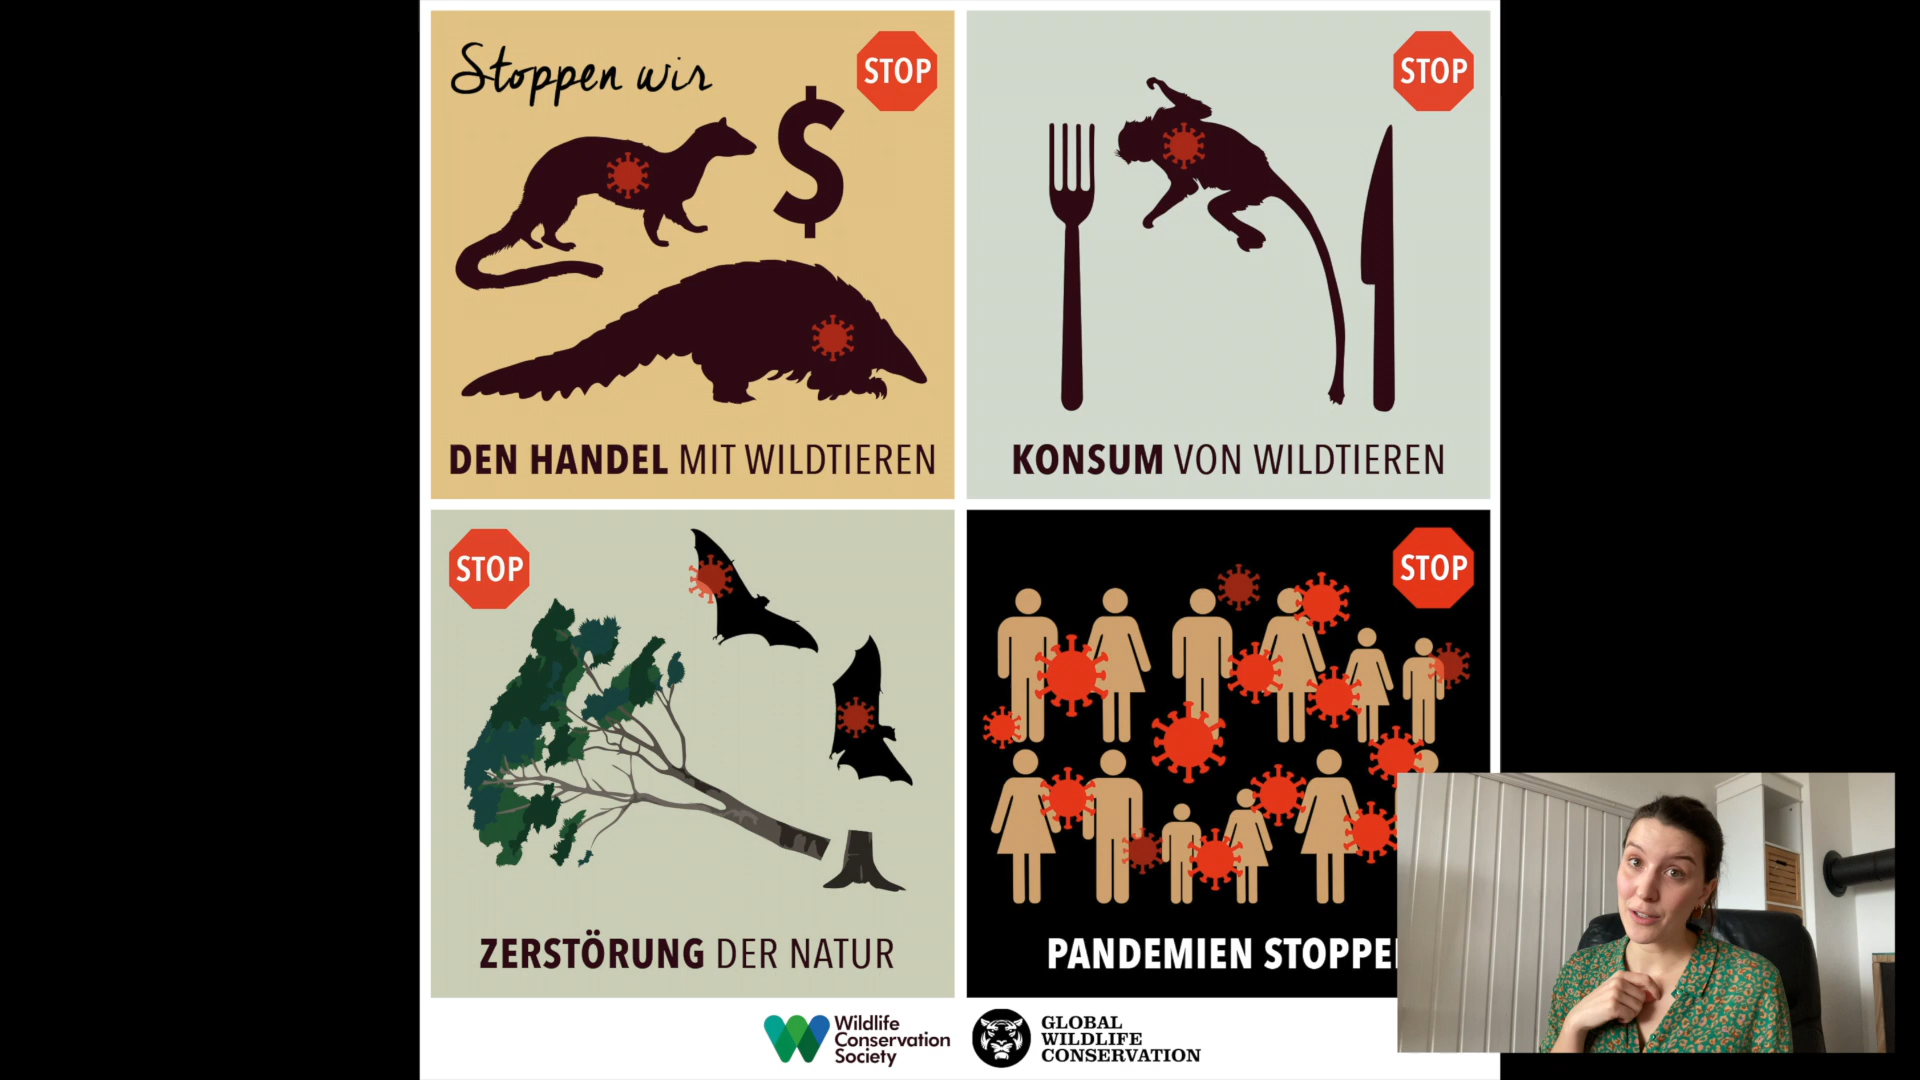 Stoppen wir
STOP
DEN HANDEL MIT WILDTIEREN
STOP
KONSUM VON WILDTIEREN
STOP
ZERSTÖRUNG DER NATUR
STOP
PANDEMIEN STOPPE
Wildlife
Conservation
Society
GLOBAL
WILDLIFE
CONSERVATION